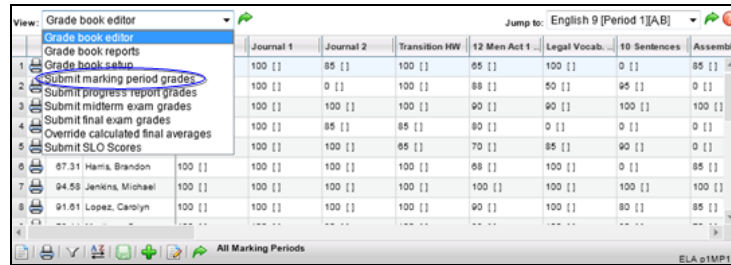 View: Grade book editor Jump to: English 9 [Period 1][A,B]
Grade book editor
Grade book reports
Grade book setup
Submit marking period grades
Submit progress report grades
Submit midterm exam grades
Submit final exam grades
Override calculated final averages
Submit SLO Scores
Journal 1 Journal 2 Transition HW 12 Men Act 1 ... Legal Vocab. ... 10 Sentences Assembl
1 100 [] 85 [] 100 [] 65 [] 100 [] 0 [] 85 []
2 100 [] 0 [] 100 [] 88 [] 50 [] 95 [] 0 []
3 100 [] 100 [] 100 [] 90 [] 90 [] 100 [] 100 []
4 100 [] 85 [] 85 [] 80 [] 0 [] 0 [] 0 []
5 100 [] 100 [] 65 [] 70 [] 85 [] 90 [] 0 []
6 67.31 Harris, Brandon 100 [] 100 [] 100 [] 100 [] 68 [] 100 [] 0 [] 85 []
7 94.58 Jenkins, Michael 100 [] 100 [] 100 [] 100 [] 100 [] 100 [] 100 [] 100 []
8 91.61 Lopez, Carolyn 100 [] 100 [] 100 [] 100 [] 90 [] 100 [] 80 [] 85 []
All Marking Periods
ELA p1MP1